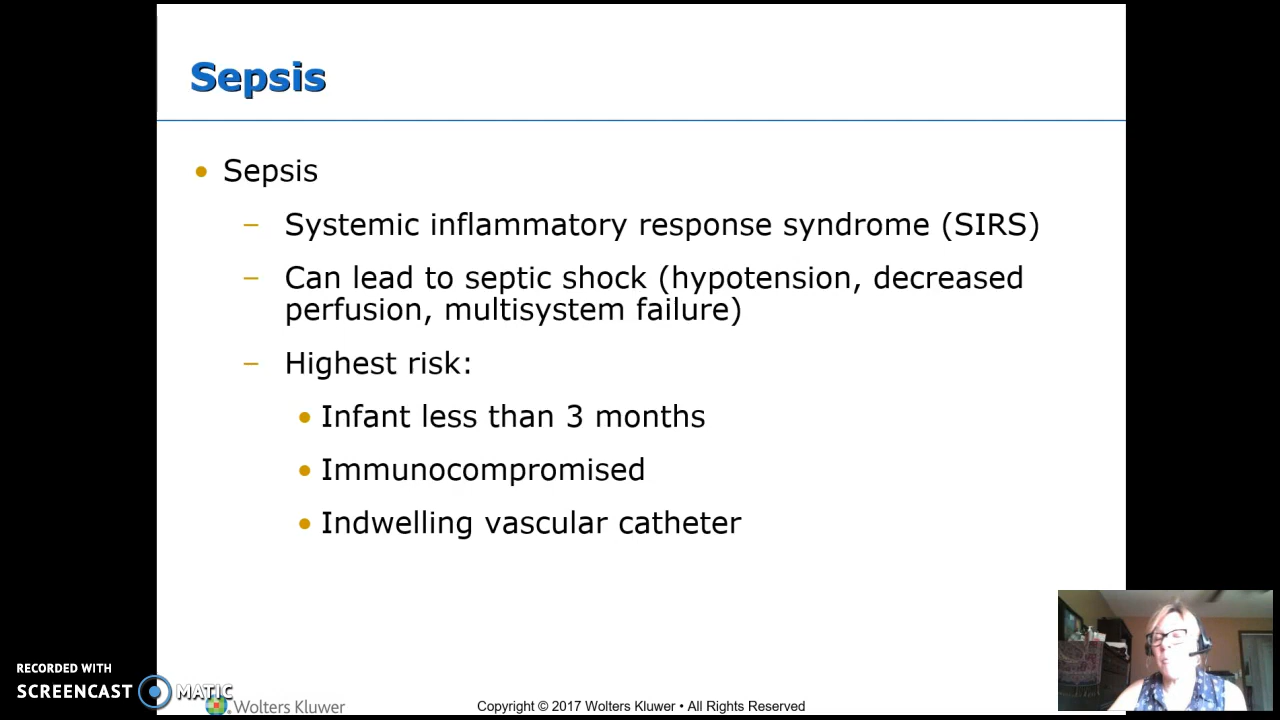 Sepsis
• Sepsis
– Systemic inflammatory response syndrome (SIRS)
– Can lead to septic shock (hypotension, decreased
perfusion, multisystem failure)
– Highest risk:
• Infant less than 3 months
• Immunocompromised
• Indwelling vascular catheter
RECORDED WITH
SCREENCAST MATIC
Wolters Kluwer
Copyright © 2017 Wolters Kluwer • All Rights Reserved